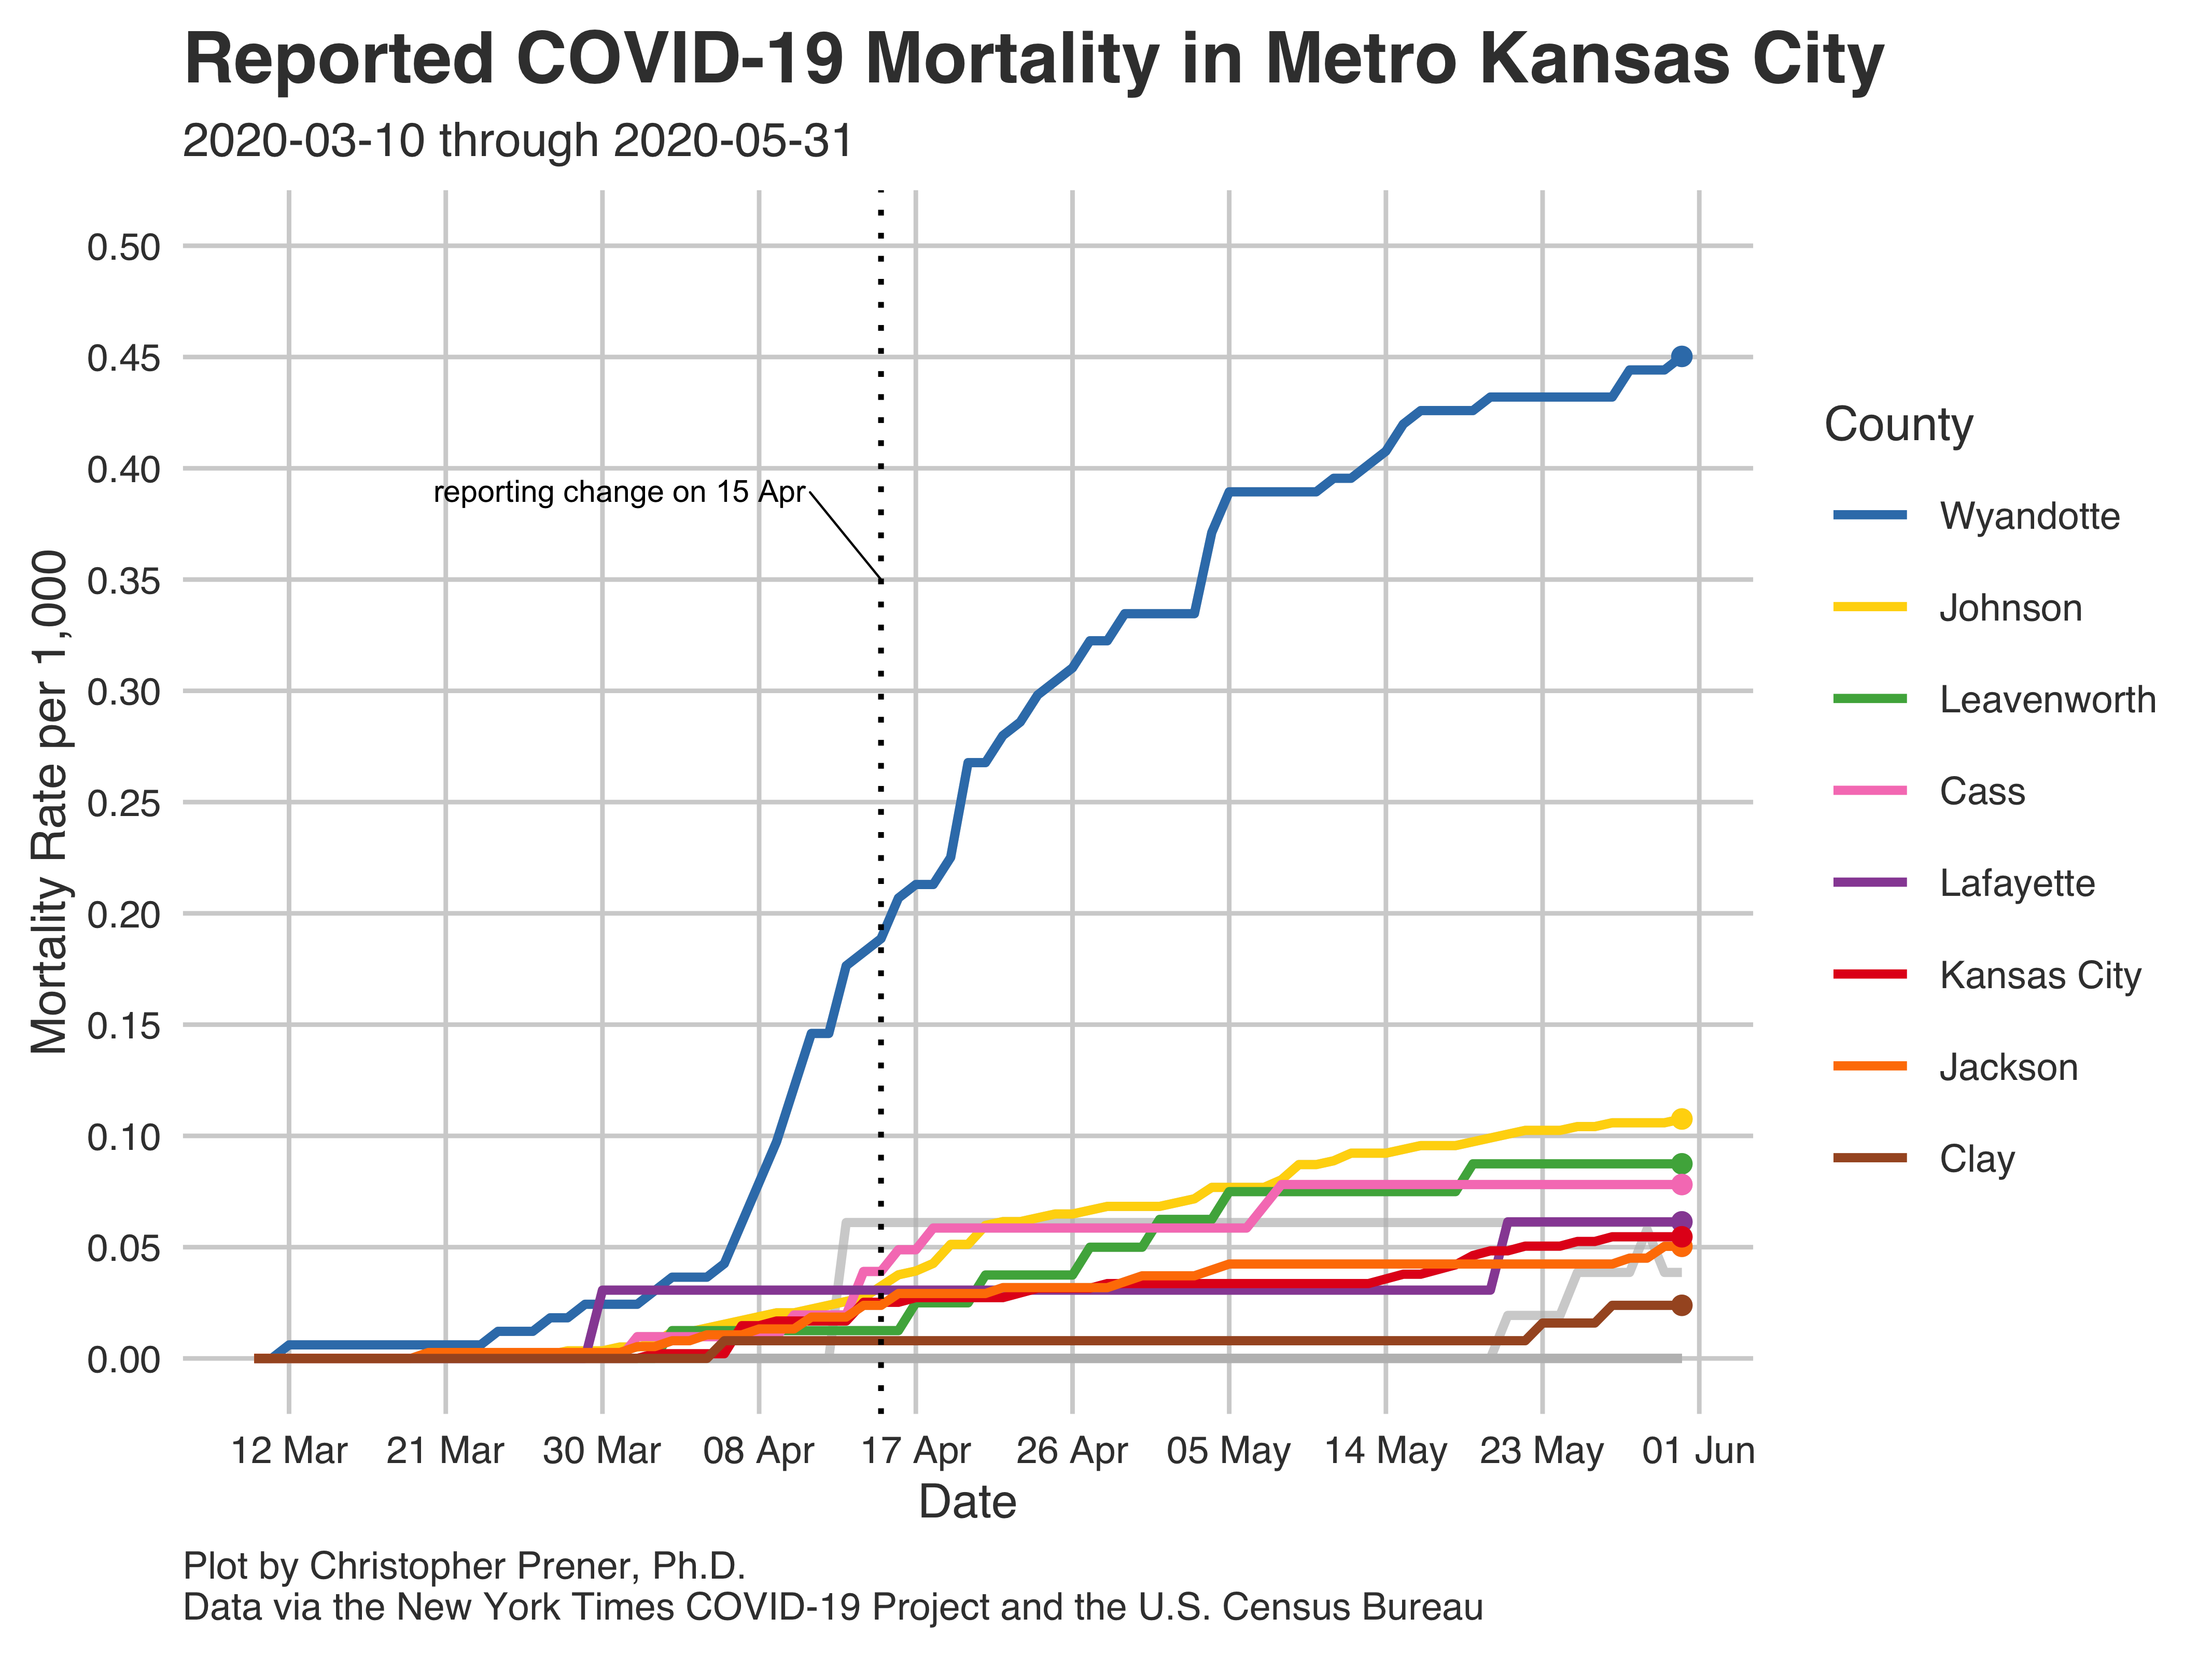 Reported COVID-19 Mortality in Metro Kansas City
2020-03-10 through 2020-05-31
Mortality Rate per 1,000
0.50
0.45
0.40
0.35
0.30
0.25
0.20
0.15
0.10
0.05
0.00
reporting change on 15 Apr
12 Mar
21 Mar
30 Mar
08 Apr
17 Apr
26 Apr
05 May
14 May
23 May
01 Jun
Date
County
Wyandotte
Johnson
Leavenworth
Cass
Lafayette
Kansas City
Jackson
Clay
Plot by Christopher Prener, Ph.D.
Data via the New York Times COVID-19 Project and the U.S. Census Bureau